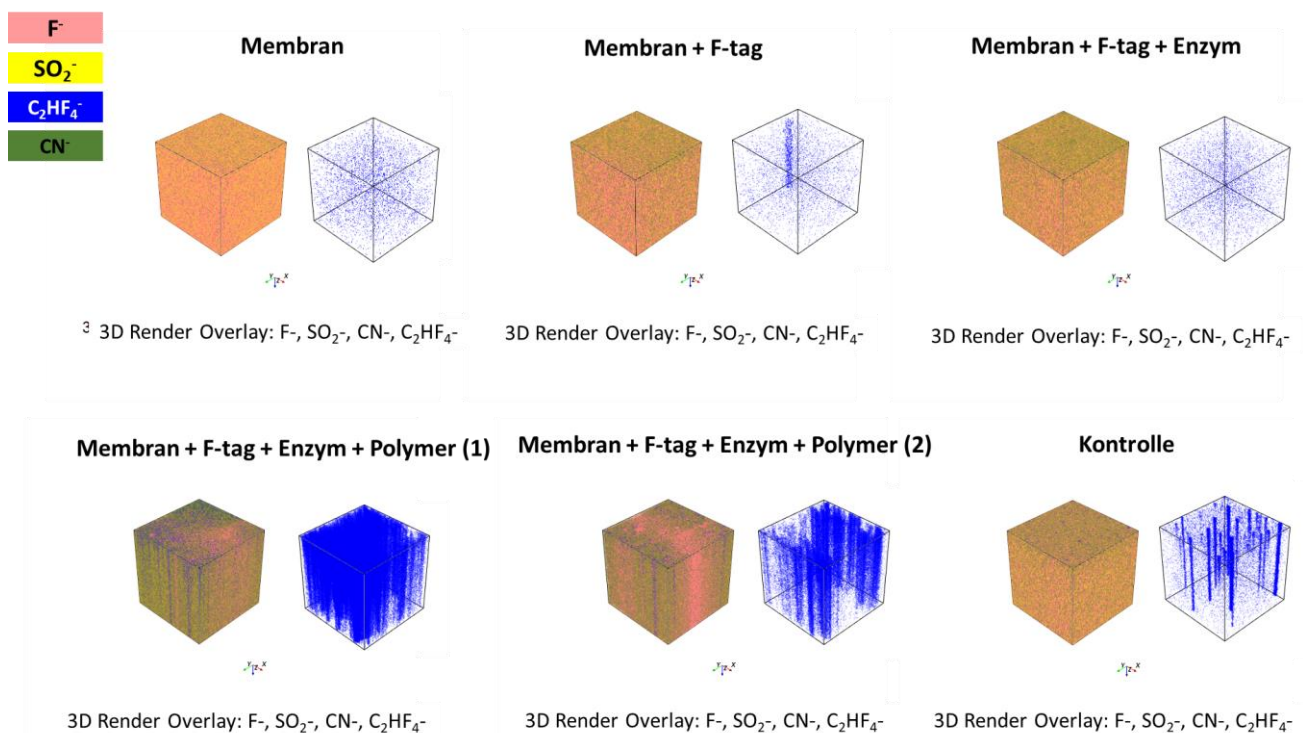 F⁻
SO₂⁻
C₂HF₄⁻
CN⁻
Membran
Membran + F-tag
Membran + F-tag + Enzym
Y Z X
Y Z X
Y Z X
3 3D Render Overlay: F-, SO₂-, CN-, C₂HF₄-
3D Render Overlay: F-, SO₂-, CN-, C₂HF₄-
3D Render Overlay: F-, SO₂-, CN-, C₂HF₄-
Membran + F-tag + Enzym + Polymer (1)
Membran + F-tag + Enzym + Polymer (2)
Kontrolle
Y Z X
Y Z X
Y Z X
3D Render Overlay: F-, SO₂-, CN-, C₂HF₄-
3D Render Overlay: F-, SO₂-, CN-, C₂HF₄-
3D Render Overlay: F-, SO₂-, CN-, C₂HF₄-